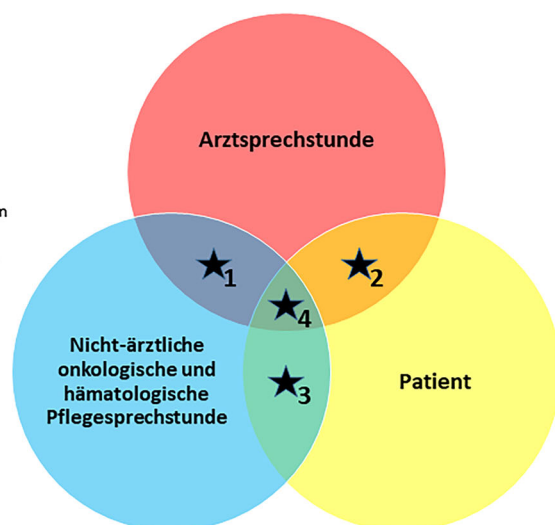 Arztsprechstunde
n
1
2
4
Nicht-ärztliche
onkologische und
hämatologische
Pflegesprechstunde
3
Patient